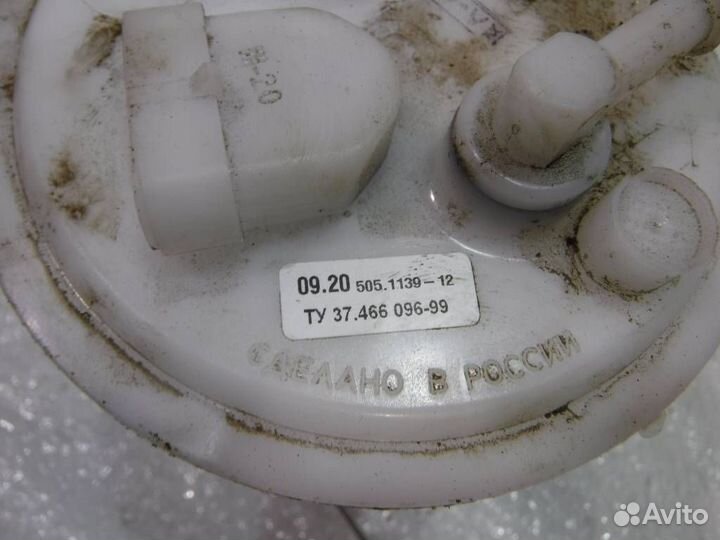 09.20 505.1139-12
ТУ 37.466 096-99
СДЕЛАНО В РОССИИ
Avito